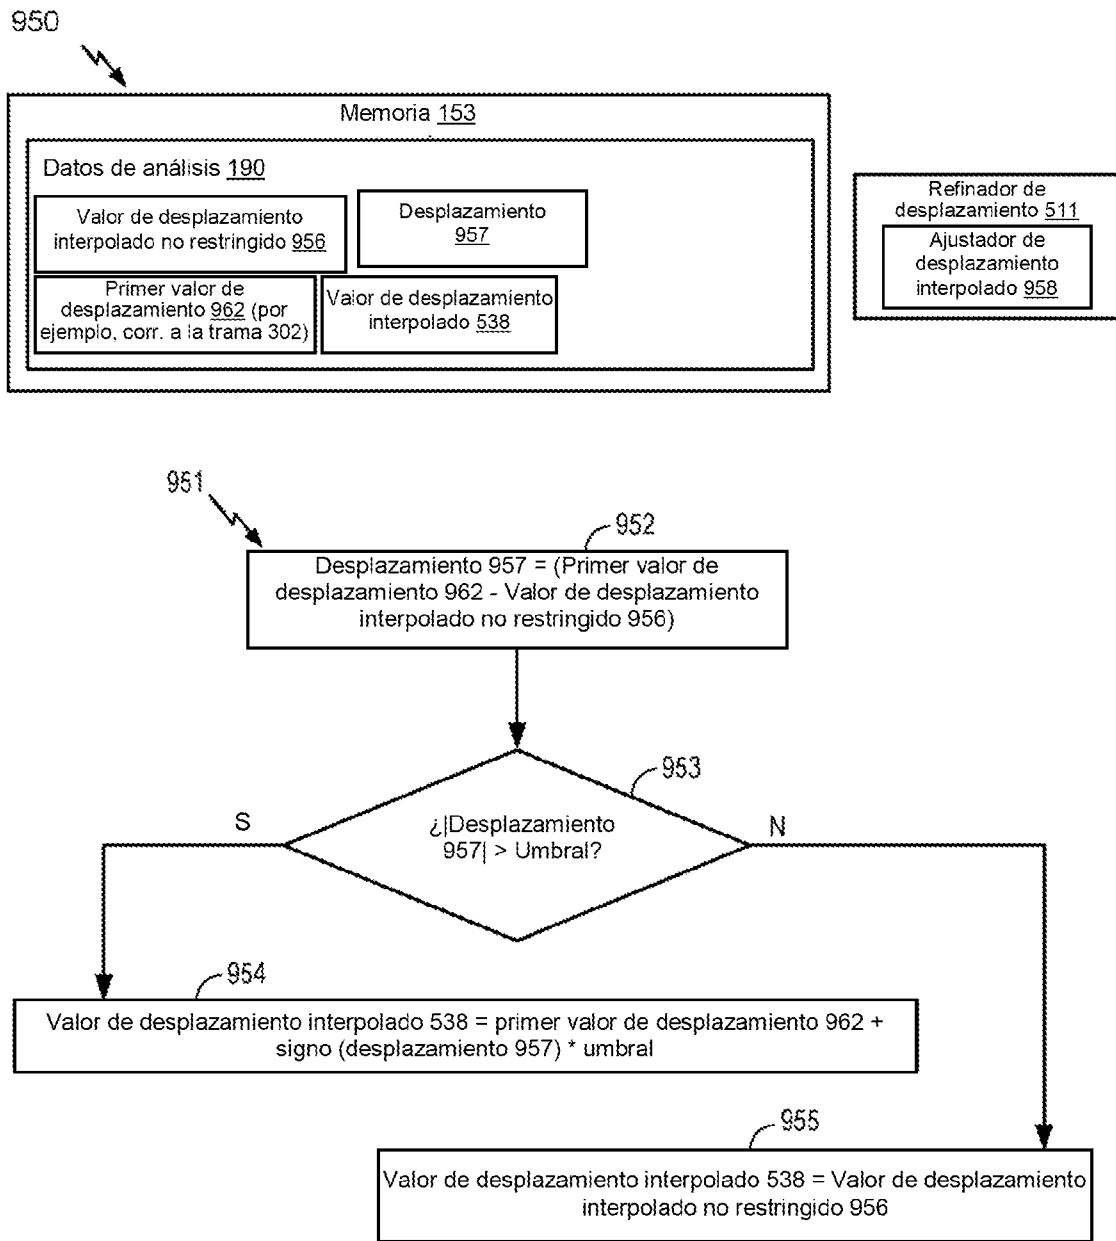 950
Memoria 153
Datos de análisis 190
Valor de desplazamiento
interpolado no restringido 956
Desplazamiento
957
Primer valor de
desplazamiento 962 (por
ejemplo, corr. a la trama 302)
Valor de desplazamiento
interpolado 538
Refinador de
desplazamiento 511
Ajustador de
desplazamiento
interpolado 958
951
952
Desplazamiento 957 = (Primer valor de
desplazamiento 962 - Valor de desplazamiento
interpolado no restringido 956)
953
S
¿|Desplazamiento
957| > Umbral?
N
954
Valor de desplazamiento interpolado 538 = primer valor de desplazamiento 962 +
signo (desplazamiento 957) * umbral
955
Valor de desplazamiento interpolado 538 = Valor de desplazamiento
interpolado no restringido 956